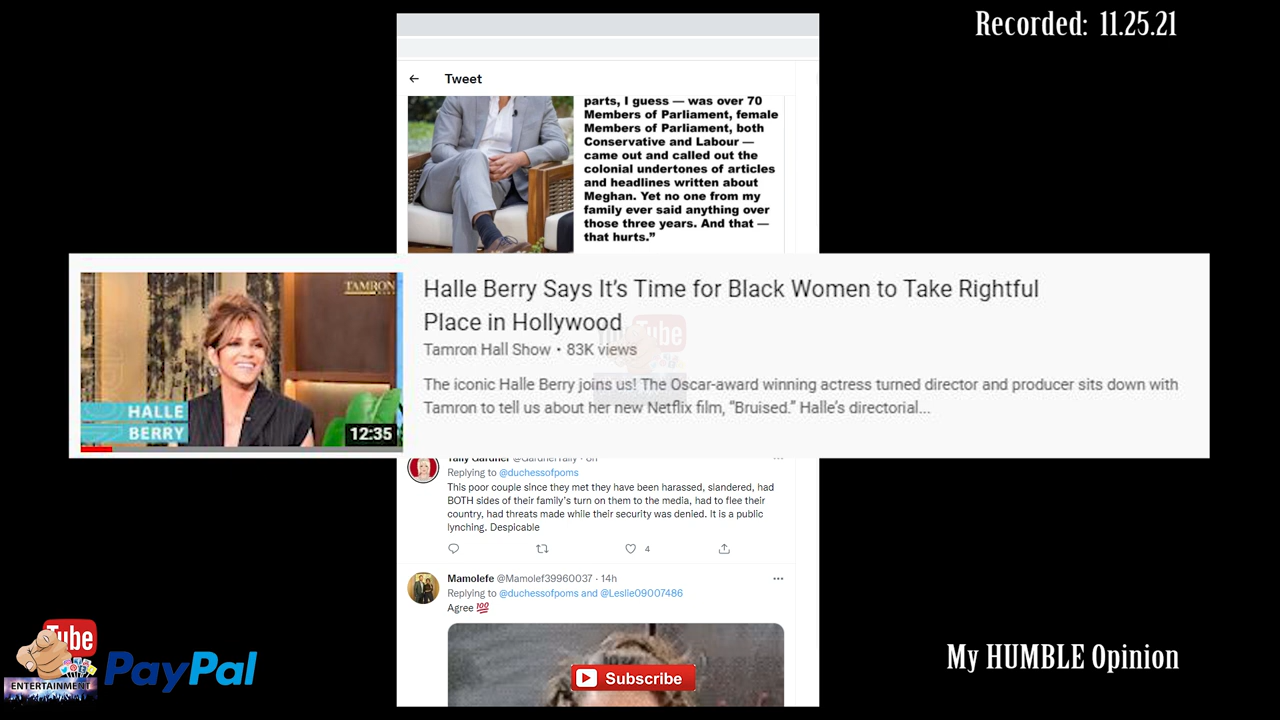 Recorded: 11.25.21
Tweet
parts, I guess — was over 70
Members of Parliament, female
Members of Parliament, both
Conservative and Labour —
came out and called out the
colonial undertones of articles
and headlines written about
Meghan. Yet no one from my
family ever said anything over
those three years. And that —
that hurts.”
TAMRON
HALLE
BERRY
12:35
Halle Berry Says It’s Time for Black Women to Take Rightful
Place in Hollywood
Tamron Hall Show • 83K views
The iconic Halle Berry joins us! The Oscar-award winning actress turned director and producer sits down with
Tamron to tell us about her new Netflix film, “Bruised.” Halle’s directorial...
Replying to @duchessofpoms
This poor couple since they met they have been harassed, slandered, had
BOTH sides of their family's turn on them to the media, had to flee their
country, had threats made while their security was denied. It is a public
lynching. Despicable
4
Mamolefe @Mamolef39960037 · 14h
Replying to @duchessofpoms and @Leslie09007486
Agree 💯
Tube
ENTERTAINMENT
PayPal
Subscribe
My HUMBLE Opinion